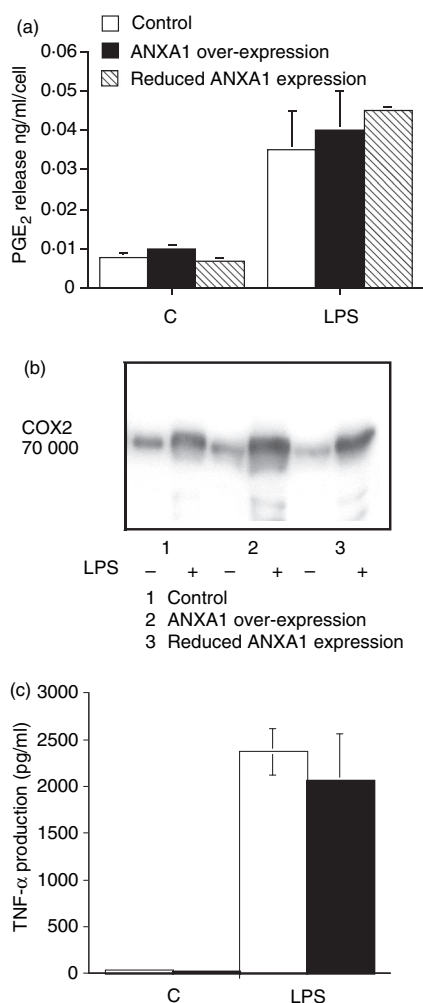 (a)
Control
ANXA1 over-expression
Reduced ANXA1 expression
PGE2 release ng/ml/cell
0·06
0·05
0·04
0·03
0·02
0·01
0
C LPS
(b)
COX2
70 000
1 2 3
LPS – + – + – +
1 Control
2 ANXA1 over-expression
3 Reduced ANXA1 expression
(c)
TNF-α production (pg/ml)
3000
2500
2000
1500
1000
500
0
C LPS